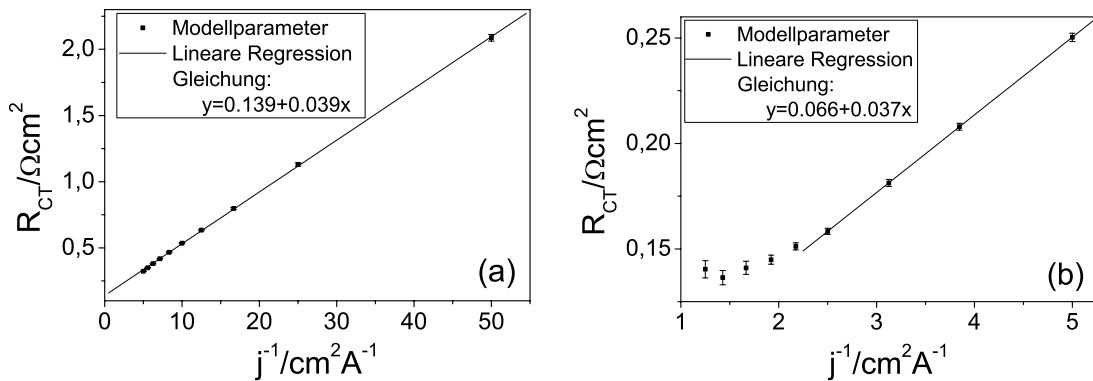 Modellparameter
Lineare Regression
Gleichung:
y=0.139+0.039x
2,0
1,5
1,0
0,5
R_CT/Ωcm²
(a)
0 10 20 30 40 50
j⁻¹/cm²A⁻¹
Modellparameter
Lineare Regression
Gleichung:
y=0.066+0.037x
0,25
0,20
0,15
R_CT/Ωcm²
(b)
1 2 3 4 5
j⁻¹/cm²A⁻¹